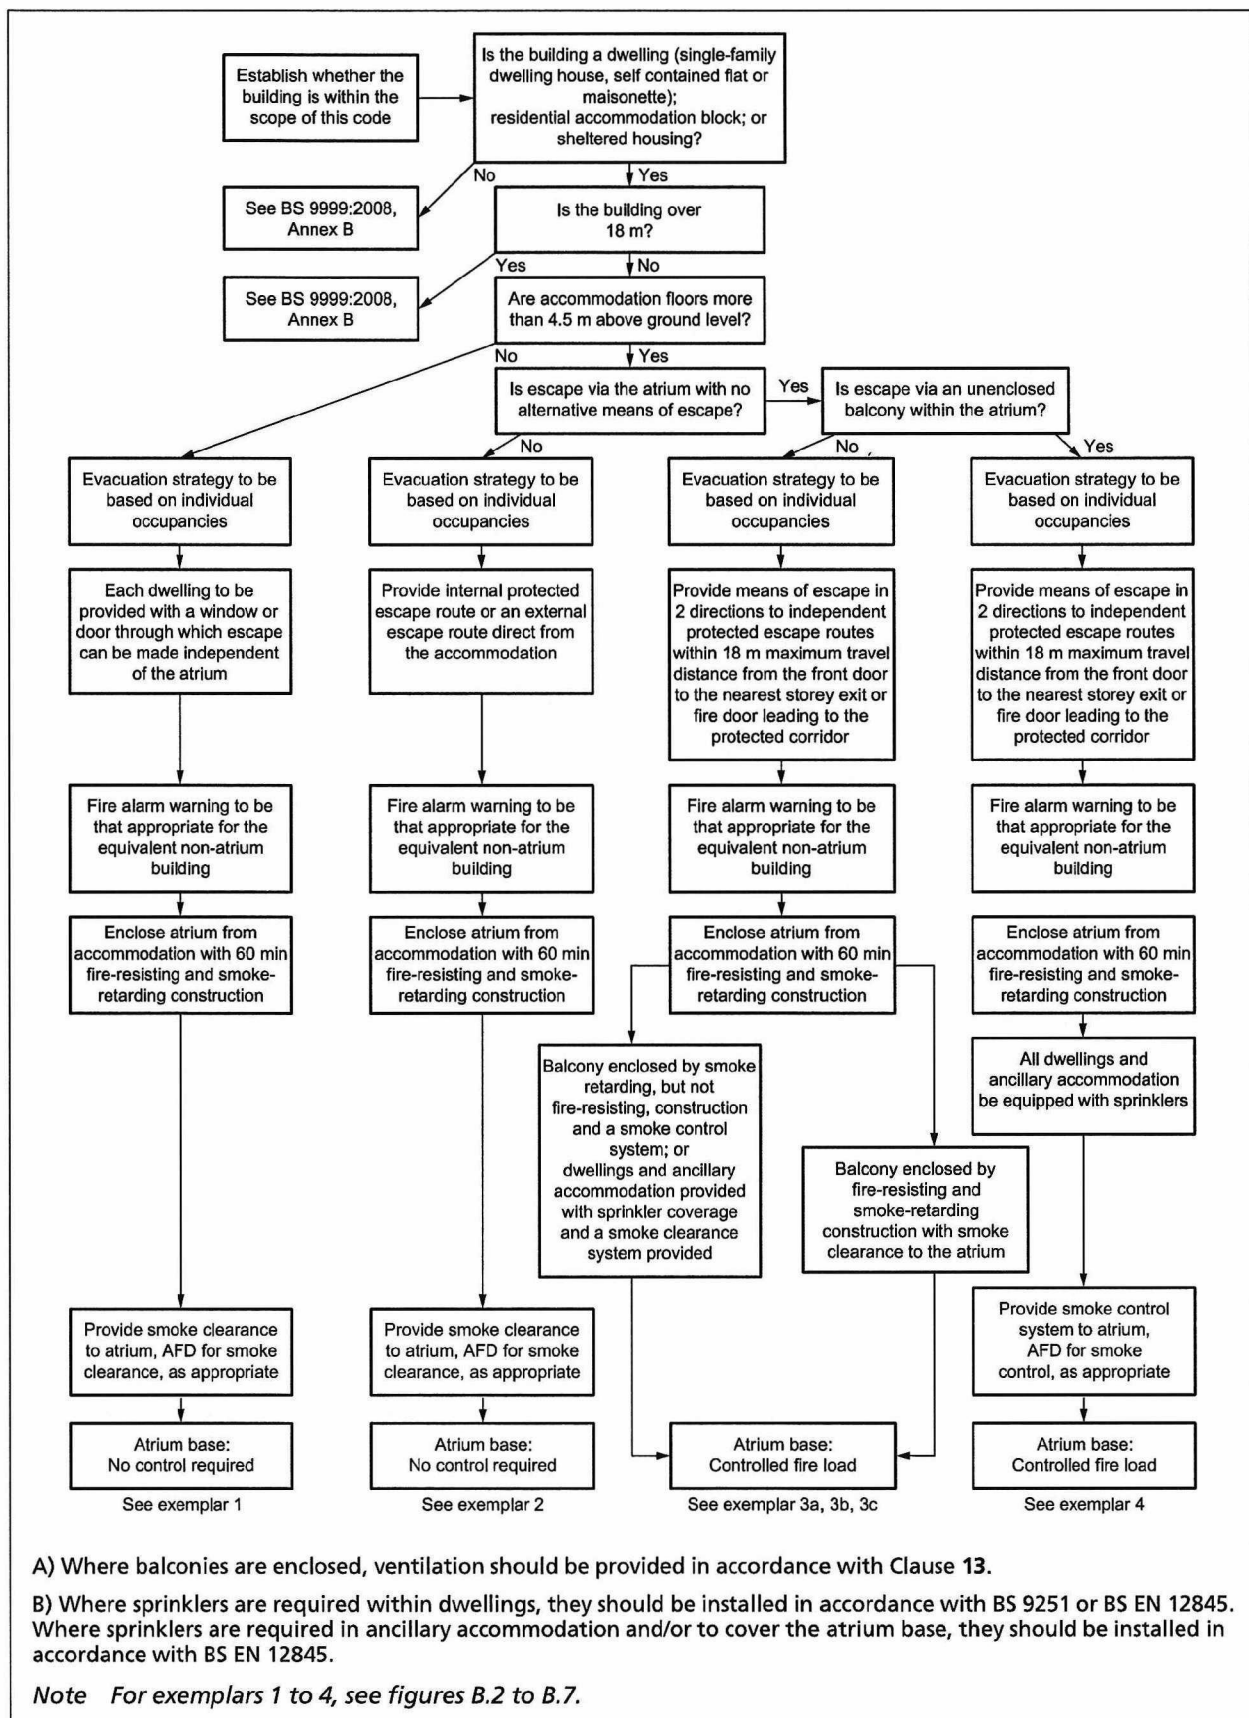 Establish whether the
building is within the
scope of this code
Is the building a dwelling (single-family
dwelling house, self contained flat or
maisonette);
residential accommodation block; or
sheltered housing?
No
Yes
See BS 9999:2008,
Annex B
Is the building over
18 m?
Yes
No
See BS 9999:2008,
Annex B
Are accommodation floors more
than 4.5 m above ground level?
No
Yes
Is escape via the atrium with no
alternative means of escape?
Yes
Is escape via an unenclosed
balcony within the atrium?
No
No
Yes
Evacuation strategy to be
based on individual
occupancies
Evacuation strategy to be
based on individual
occupancies
Evacuation strategy to be
based on individual
occupancies
Evacuation strategy to be
based on individual
occupancies
Each dwelling to be
provided with a window or
door through which escape
can be made independent
of the atrium
Provide internal protected
escape route or an external
escape route direct from
the accommodation
Provide means of escape in
2 directions to independent
protected escape routes
within 18 m maximum travel
distance from the front door
to the nearest storey exit or
fire door leading to the
protected corridor
Provide means of escape in
2 directions to independent
protected escape routes
within 18 m maximum travel
distance from the front door
to the nearest storey exit or
fire door leading to the
protected corridor
Fire alarm warning to be
that appropriate for the
equivalent non-atrium
building
Fire alarm warning to be
that appropriate for the
equivalent non-atrium
building
Fire alarm warning to be
that appropriate for the
equivalent non-atrium
building
Fire alarm warning to be
that appropriate for the
equivalent non-atrium
building
Enclose atrium from
accommodation with 60 min
fire-resisting and smoke-
retarding construction
Enclose atrium from
accommodation with 60 min
fire-resisting and smoke-
retarding construction
Enclose atrium from
accommodation with 60 min
fire-resisting and smoke-
retarding construction
Enclose atrium from
accommodation with 60 min
fire-resisting and smoke-
retarding construction
Balcony enclosed by smoke
retarding, but not
fire-resisting, construction
and a smoke control
system; or
dwellings and ancillary
accommodation provided
with sprinkler coverage
and a smoke clearance
system provided
Balcony enclosed by
fire-resisting and
smoke-retarding
construction with smoke
clearance to the atrium
All dwellings and
ancillary accommodation
be equipped with sprinklers
Provide smoke clearance
to atrium, AFD for smoke
clearance, as appropriate
Provide smoke clearance
to atrium, AFD for smoke
clearance, as appropriate
Provide smoke control
system to atrium,
AFD for smoke
control, as appropriate
Atrium base:
No control required
Atrium base:
No control required
Atrium base:
Controlled fire load
Atrium base:
Controlled fire load
See exemplar 1
See exemplar 2
See exemplar 3a, 3b, 3c
See exemplar 4
A) Where balconies are enclosed, ventilation should be provided in accordance with Clause 13.
B) Where sprinklers are required within dwellings, they should be installed in accordance with BS 9251 or BS EN 12845.
Where sprinklers are required in ancillary accommodation and/or to cover the atrium base, they should be installed in
accordance with BS EN 12845.
Note For exemplars 1 to 4, see figures B.2 to B.7.